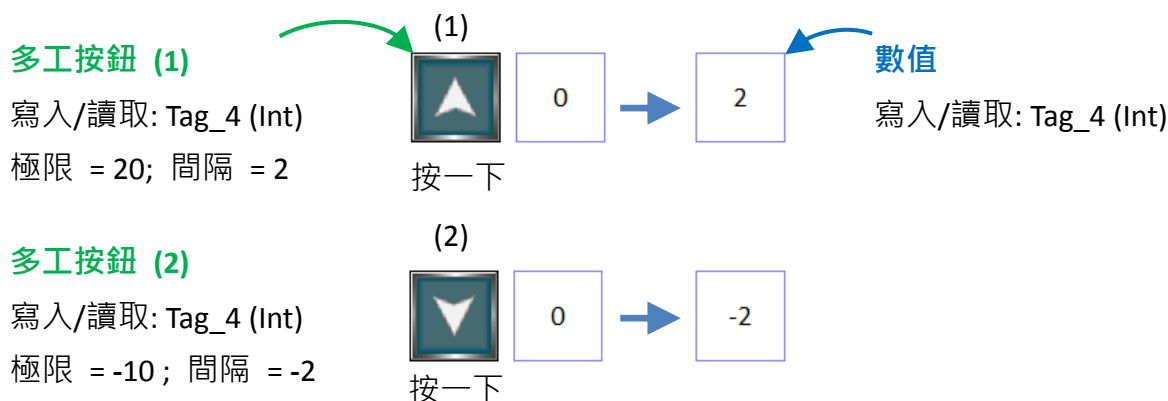 (1)
多工按鈕 (1)
寫入/讀取: Tag_4 (Int)
極限 = 20; 間隔 = 2
0
2
按一下
數值
寫入/讀取: Tag_4 (Int)
(2)
多工按鈕 (2)
寫入/讀取: Tag_4 (Int)
極限 = -10 ; 間隔 = -2
0
-2
按一下